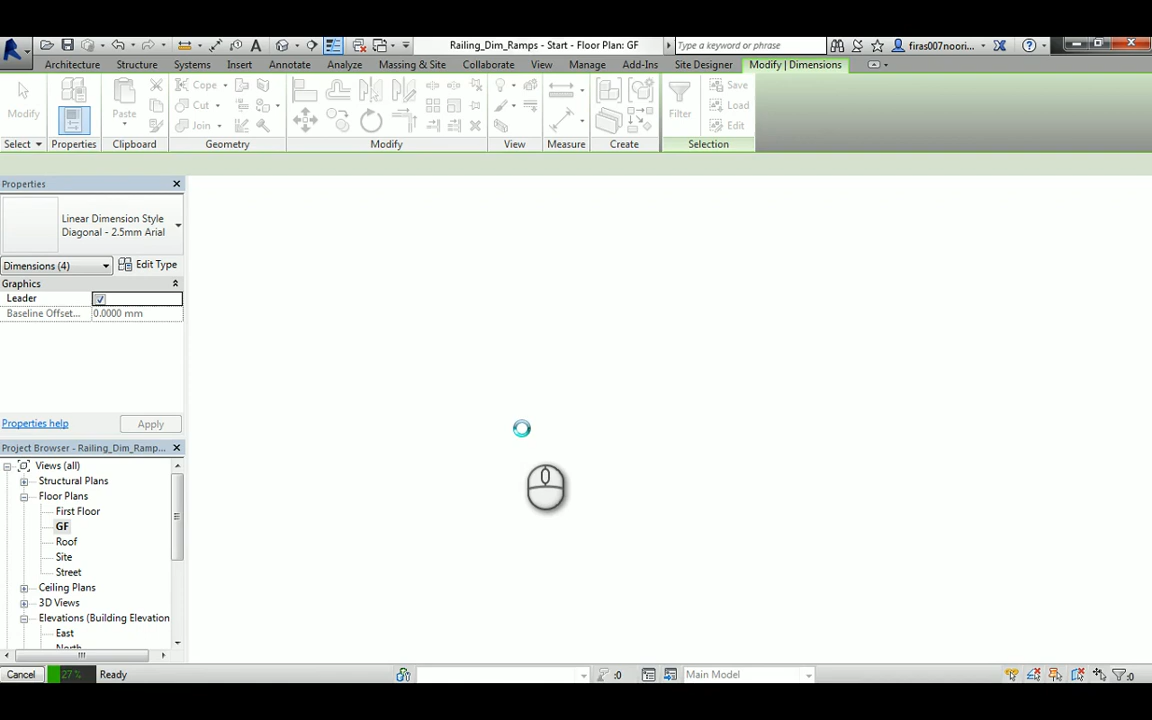 Railing_Dim_Ramps - Start - Floor Plan: GF
Type a keyword or phrase
firas007noori...
Architecture Structure Systems Insert Annotate Analyze Massing & Site Collaborate View Manage Add-Ins Site Designer Modify | Dimensions
Modify
Paste
Cope
Cut
Join
Filter
Save
Load
Edit
Select Properties Clipboard Geometry Modify View Measure Create Selection
Properties
Linear Dimension Style
Diagonal - 2.5mm Arial
Dimensions (4)
Edit Type
Graphics
Leader
Baseline Offset... 0.0000 mm
Properties help
Apply
Project Browser - Railing_Dim_Ramp...
Views (all)
Structural Plans
Floor Plans
First Floor
GF
Roof
Site
Street
Ceiling Plans
3D Views
Elevations (Building Elevation
East
North
Cancel 27 % Ready
:0
Main Model
:0